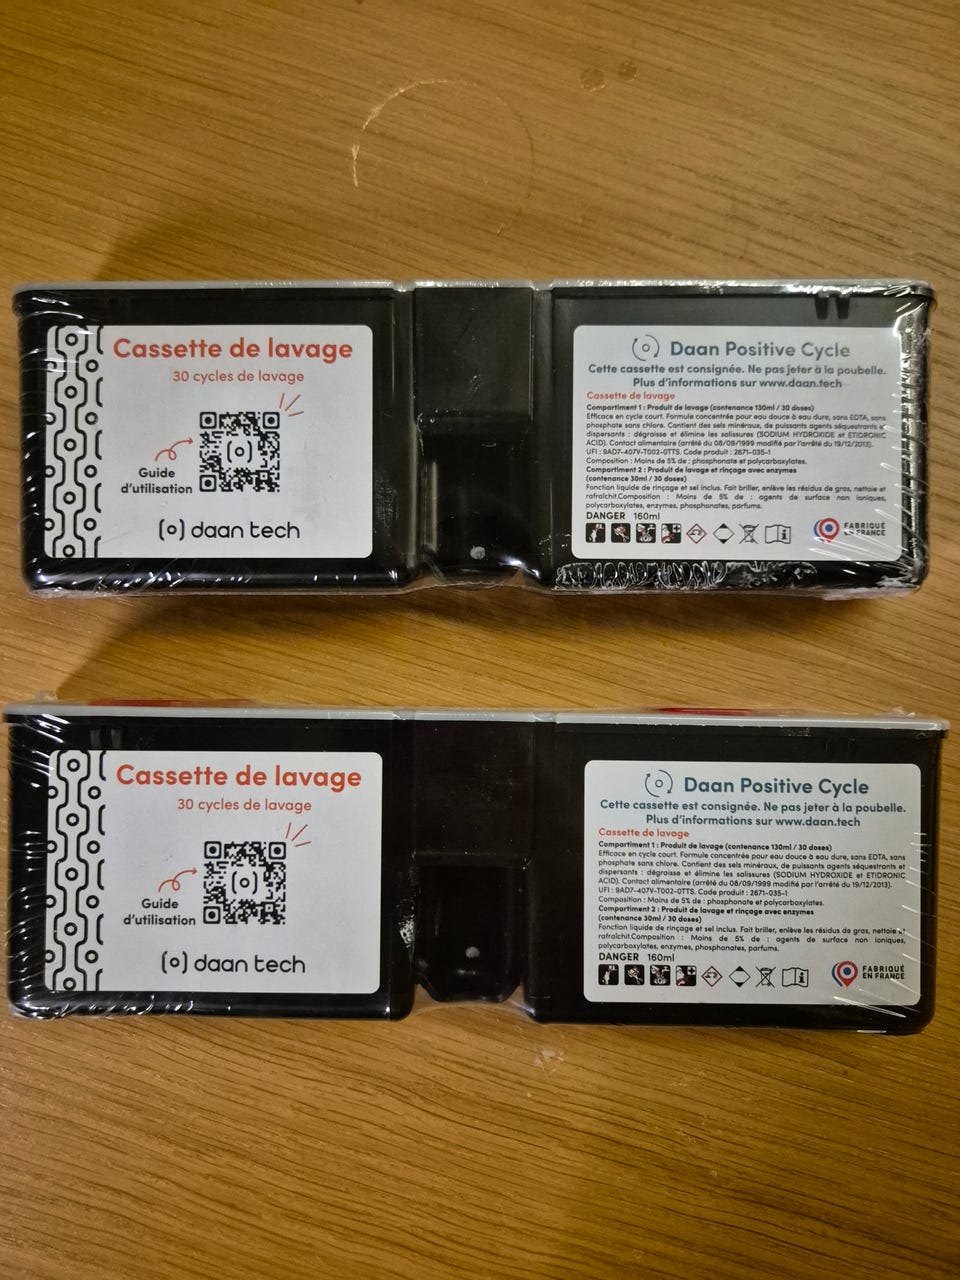 Cassette de lavage
30 cycles de lavage
Guide
d'utilisation
daan tech
Daan Positive Cycle
Cette cassette est consignée. Ne pas jeter à la poubelle.
Plus d'informations sur www.daan.tech
Cassette de lavage
Compartiment 1 : Produit de lavage (contenance 130ml / 30 doses)
Efficace en cycle court. Formule concentrée pour eau douce à eau dure, sans EDTA, sans
phosphate sans chlore. Contient des sels minéraux, de puissants agents séquestrants et
dispersants : dégraisse et élimine les salissures (SODIUM HYDROXIDE et ETIDRONIC
ACID). Contact alimentaire (arrêté du 08/09/1999 modifié par l'arrêté du 19/12/2013).
UFI : 9AD7-407V-T002-0TTS. Code produit : 2671-035-1
Composition : Moins de 5% de : phosphonate et polycarboxylates.
Compartiment 2 : Produit de lavage et rinçage avec enzymes
(contenance 30ml / 30 doses)
Fonction liquide de rinçage et sel inclus. Fait briller, enlève les résidus de gras, nettoie et
rafraîchit.Composition : Moins de 5% de : agents de surface non ioniques,
polycarboxylates, enzymes, phosphonates, parfums.
DANGER 160ml
FABRIQUÉ
EN FRANCE
Cassette de lavage
30 cycles de lavage
Guide
d'utilisation
daan tech
Daan Positive Cycle
Cette cassette est consignée. Ne pas jeter à la poubelle.
Plus d'informations sur www.daan.tech
Cassette de lavage
Compartiment 1 : Produit de lavage (contenance 130ml / 30 doses)
Efficace en cycle court. Formule concentrée pour eau douce à eau dure, sans EDTA, sans
phosphate sans chlore. Contient des sels minéraux, de puissants agents séquestrants et
dispersants : dégraisse et élimine les salissures (SODIUM HYDROXIDE et ETIDRONIC
ACID). Contact alimentaire (arrêté du 08/09/1999 modifié par l'arrêté du 19/12/2013).
UFI : 9AD7-407V-T002-0TTS. Code produit : 2671-035-1
Composition : Moins de 5% de : phosphonate et polycarboxylates.
Compartiment 2 : Produit de lavage et rinçage avec enzymes
(contenance 30ml / 30 doses)
Fonction liquide de rinçage et sel inclus. Fait briller, enlève les résidus de gras, nettoie et
rafraîchit.Composition : Moins de 5% de : agents de surface non ioniques,
polycarboxylates, enzymes, phosphonates, parfums.
DANGER 160ml
FABRIQUÉ
EN FRANCE